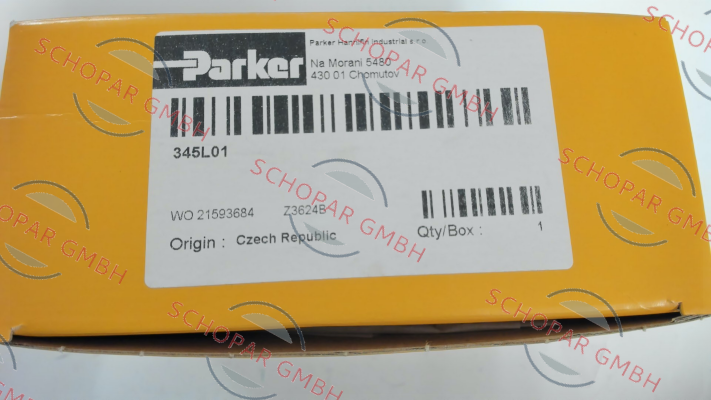 Parker
Parker Hannifin Industrial s.r.o
Na Morani 5480
430 01 Chomutov
345L01
WO 21593684 Z3624B
Origin : Czech Republic
Qty/Box : 1
SCHOPAR GMBH
SCHOPAR GMBH
SCHOPAR GMBH
SCHOPAR GMBH
SCHOPAR GMBH
SCHOPAR GMBH
SCHOPAR GMBH
SCHOPAR GMBH